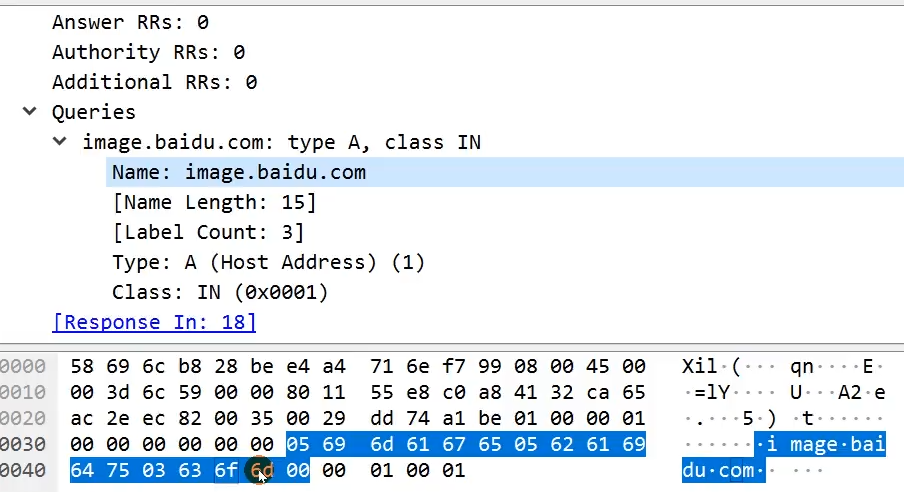 Answer RRs: 0
Authority RRs: 0
Additional RRs: 0
Queries
image.baidu.com: type A, class IN
Name: image.baidu.com
[Name Length: 15]
[Label Count: 3]
Type: A (Host Address) (1)
Class: IN (0x0001)
[Response In: 18]
0000 58 69 6c b8 28 be e4 a4 71 6e f7 99 08 00 45 00 Xil·(··· qn····E·
0010 00 3d 6c 59 00 00 80 11 55 e8 c0 a8 41 32 ca 65 ·=lY···· U···A2·e
0020 ac 2e ec 82 00 35 00 29 dd 74 a1 be 01 00 00 01 ·.···5·) ·t······
0030 00 00 00 00 00 00 05 69 6d 61 67 65 05 62 61 69 ·······i mage·bai
0040 64 75 03 63 6f 6d 00 00 01 00 01 du·com·· ···